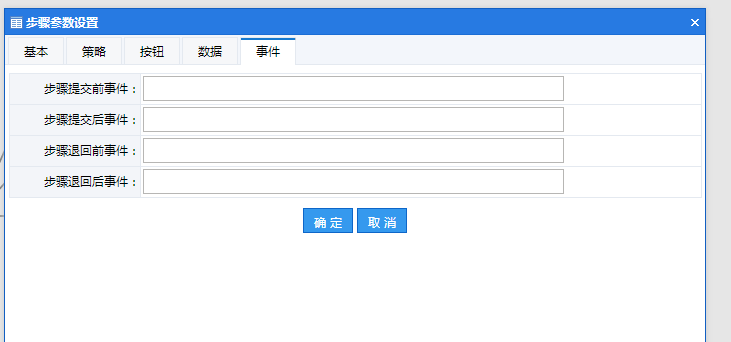 步骤参数设置
基本 策略 按钮 数据 事件
步骤提交前事件：
步骤提交后事件：
步骤退回前事件：
步骤退回后事件：
确 定 取 消